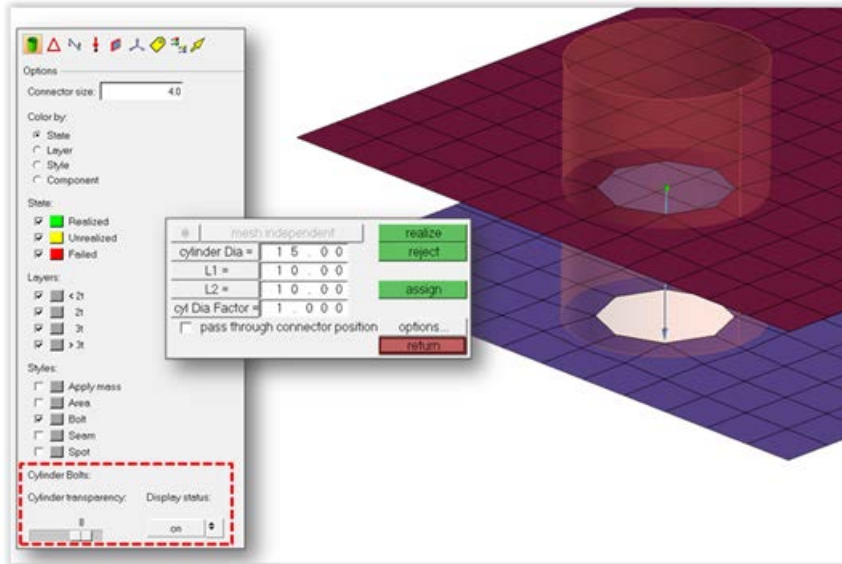 Options
Connector size: 4.0
Color by:
State
Layer
Style
Component
State:
Realized
Unrealized
Failed
Layers:
< 2t
2t
3t
> 3t
Styles:
Apply mass
Area
Bolt
Seam
Spot
Cylinder Bolts:
Cylinder transparency: Display status:
8
on
mesh independent realize
cylinder Dia = 15.00 reject
L1 = 10.000
L2 = 10.000 assign
cyl Dia Factor = 1.000
pass through connector position options...
return